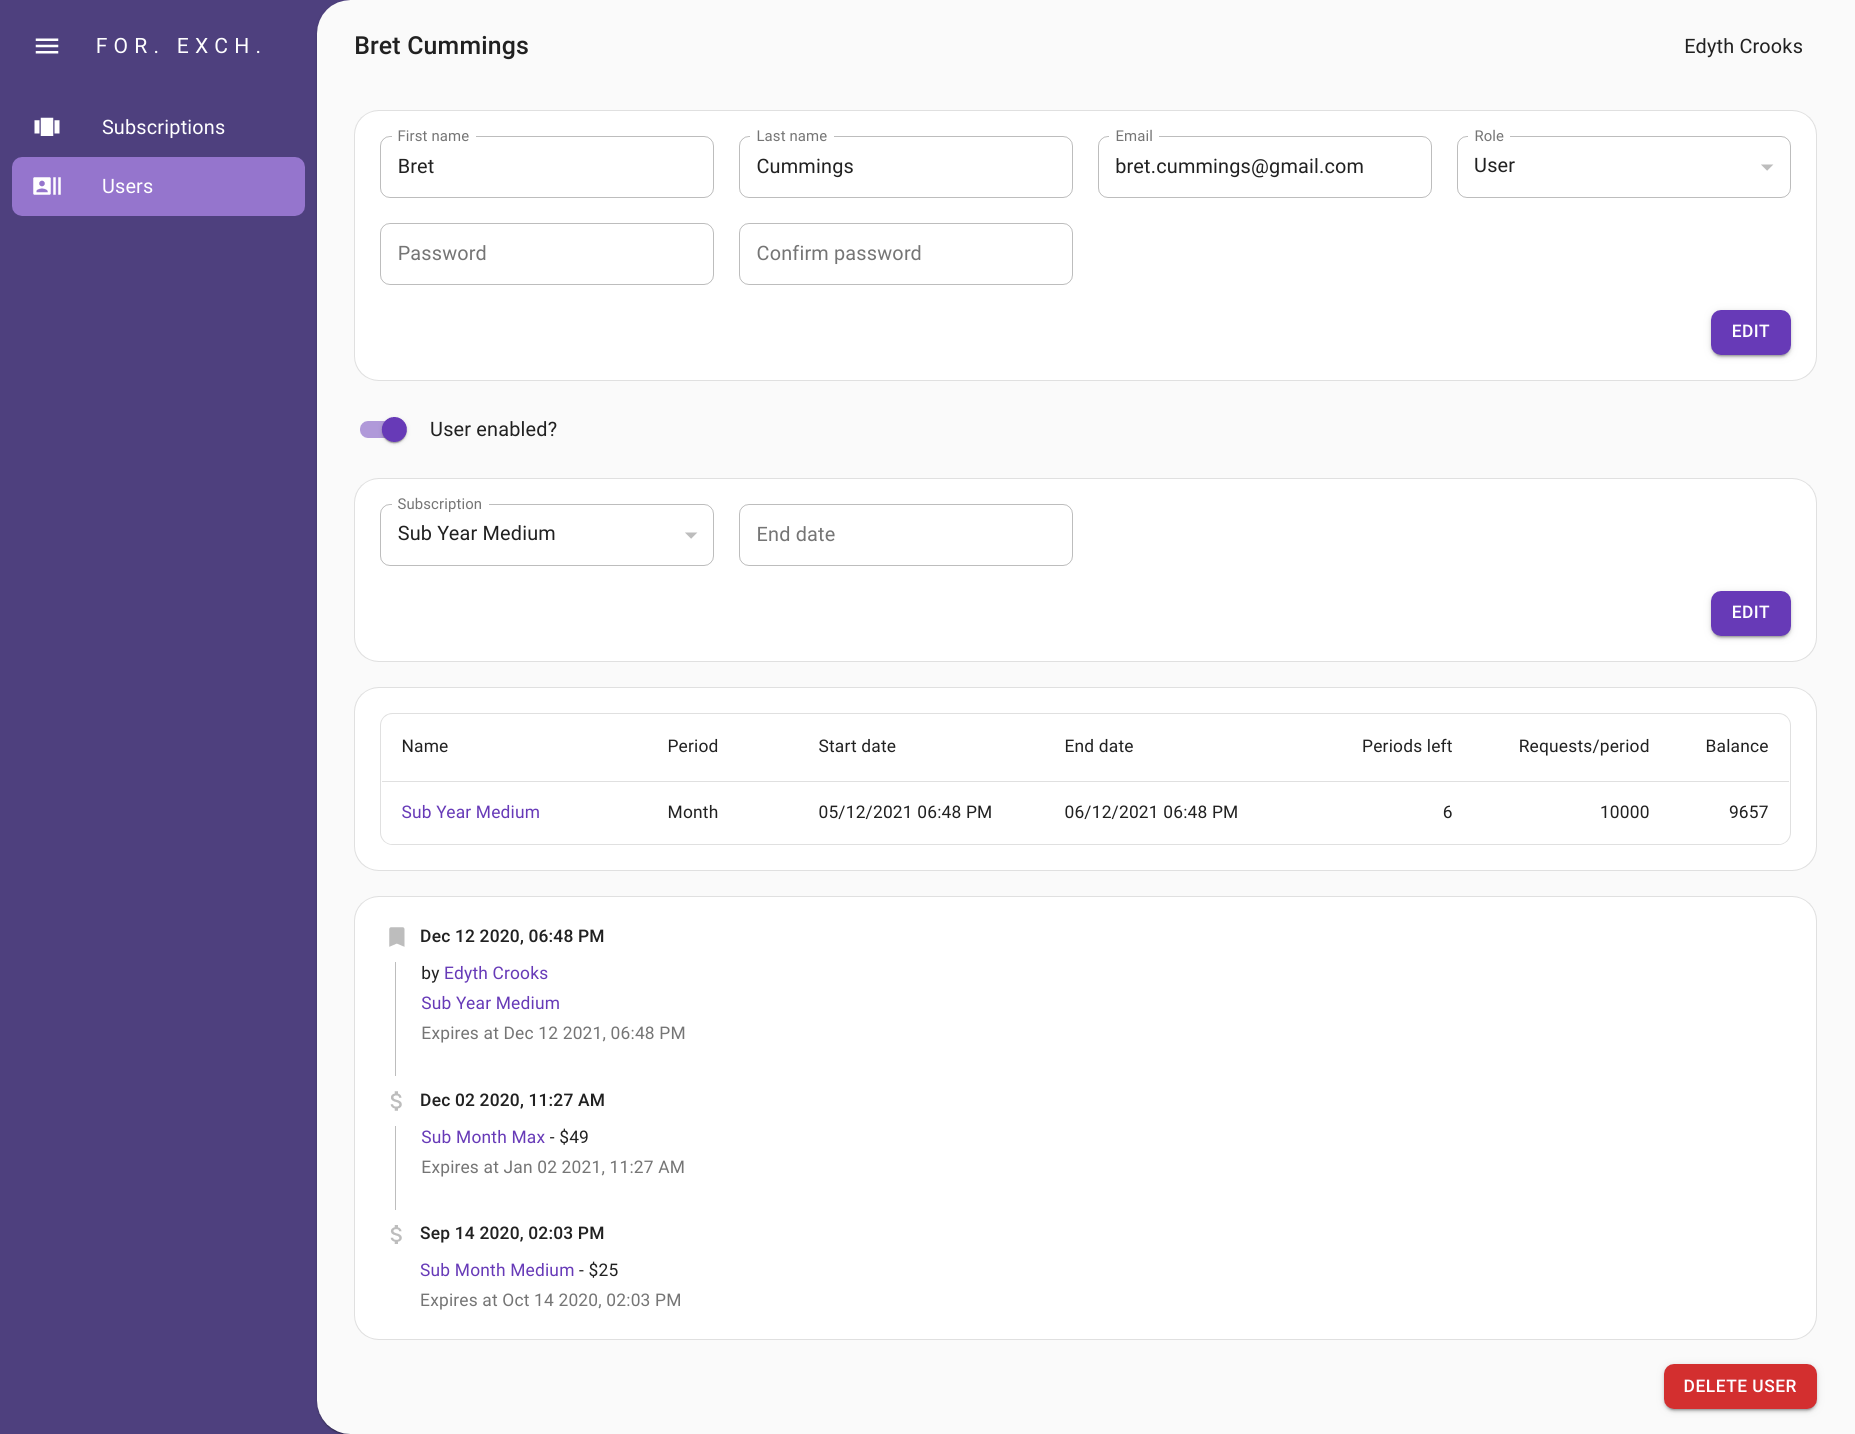 FOR. EXCH.
Bret Cummings
Edyth Crooks
Subscriptions
Users
First name
Bret
Last name
Cummings
Email
bret.cummings@gmail.com
Role
User
Password
Confirm password
EDIT
User enabled?
Subscription
Sub Year Medium
End date
EDIT
Name Period Start date End date Periods left Requests/period Balance
Sub Year Medium Month 05/12/2021 06:48 PM 06/12/2021 06:48 PM 6 10000 9657
Dec 12 2020, 06:48 PM
by Edyth Crooks
Sub Year Medium
Expires at Dec 12 2021, 06:48 PM
$ Dec 02 2020, 11:27 AM
Sub Month Max - $49
Expires at Jan 02 2021, 11:27 AM
$ Sep 14 2020, 02:03 PM
Sub Month Medium - $25
Expires at Oct 14 2020, 02:03 PM
DELETE USER